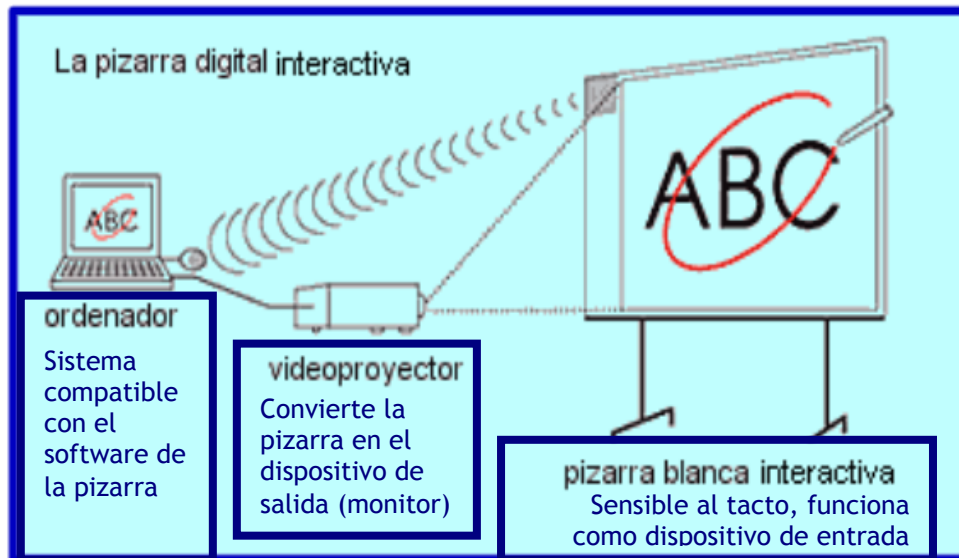 La pizarra digital interactiva
ABC
ABC
ordenador
Sistema
compatible
con el
software de
la pizarra
videoproyector
Convierte la
pizarra en el
dispositivo de
salida (monitor)
pizarra blanca interactiva
Sensible al tacto, funciona
como dispositivo de entrada